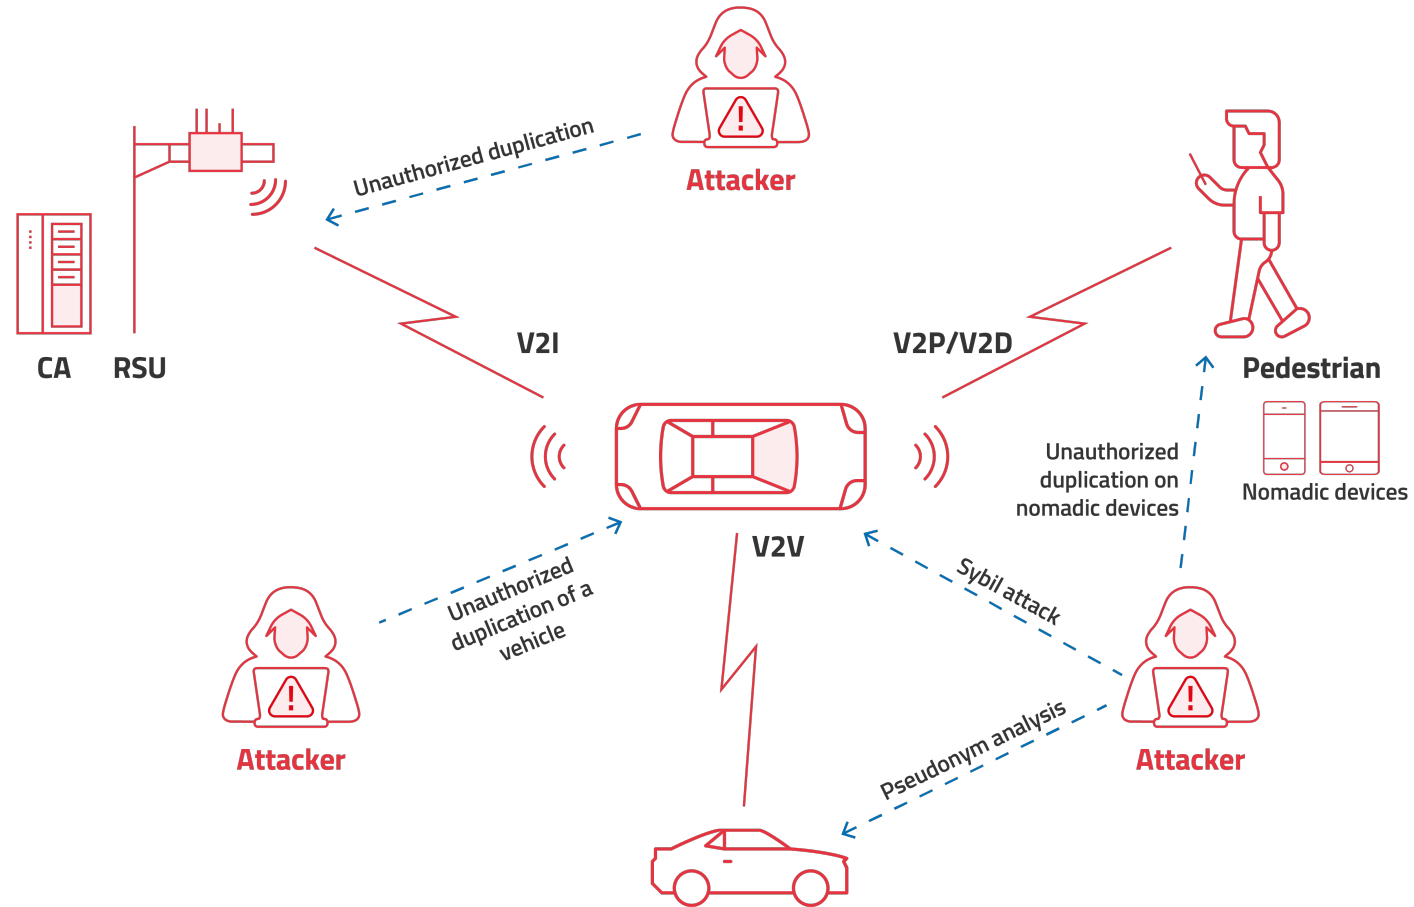 Unauthorized duplication
Attacker
CA
RSU
V2I
V2P/V2D
Pedestrian
Nomadic devices
Unauthorized
duplication on
nomadic devices
V2V
Unauthorized
duplication of a
vehicle
Sybil attack
Attacker
Pseudonym analysis
Attacker